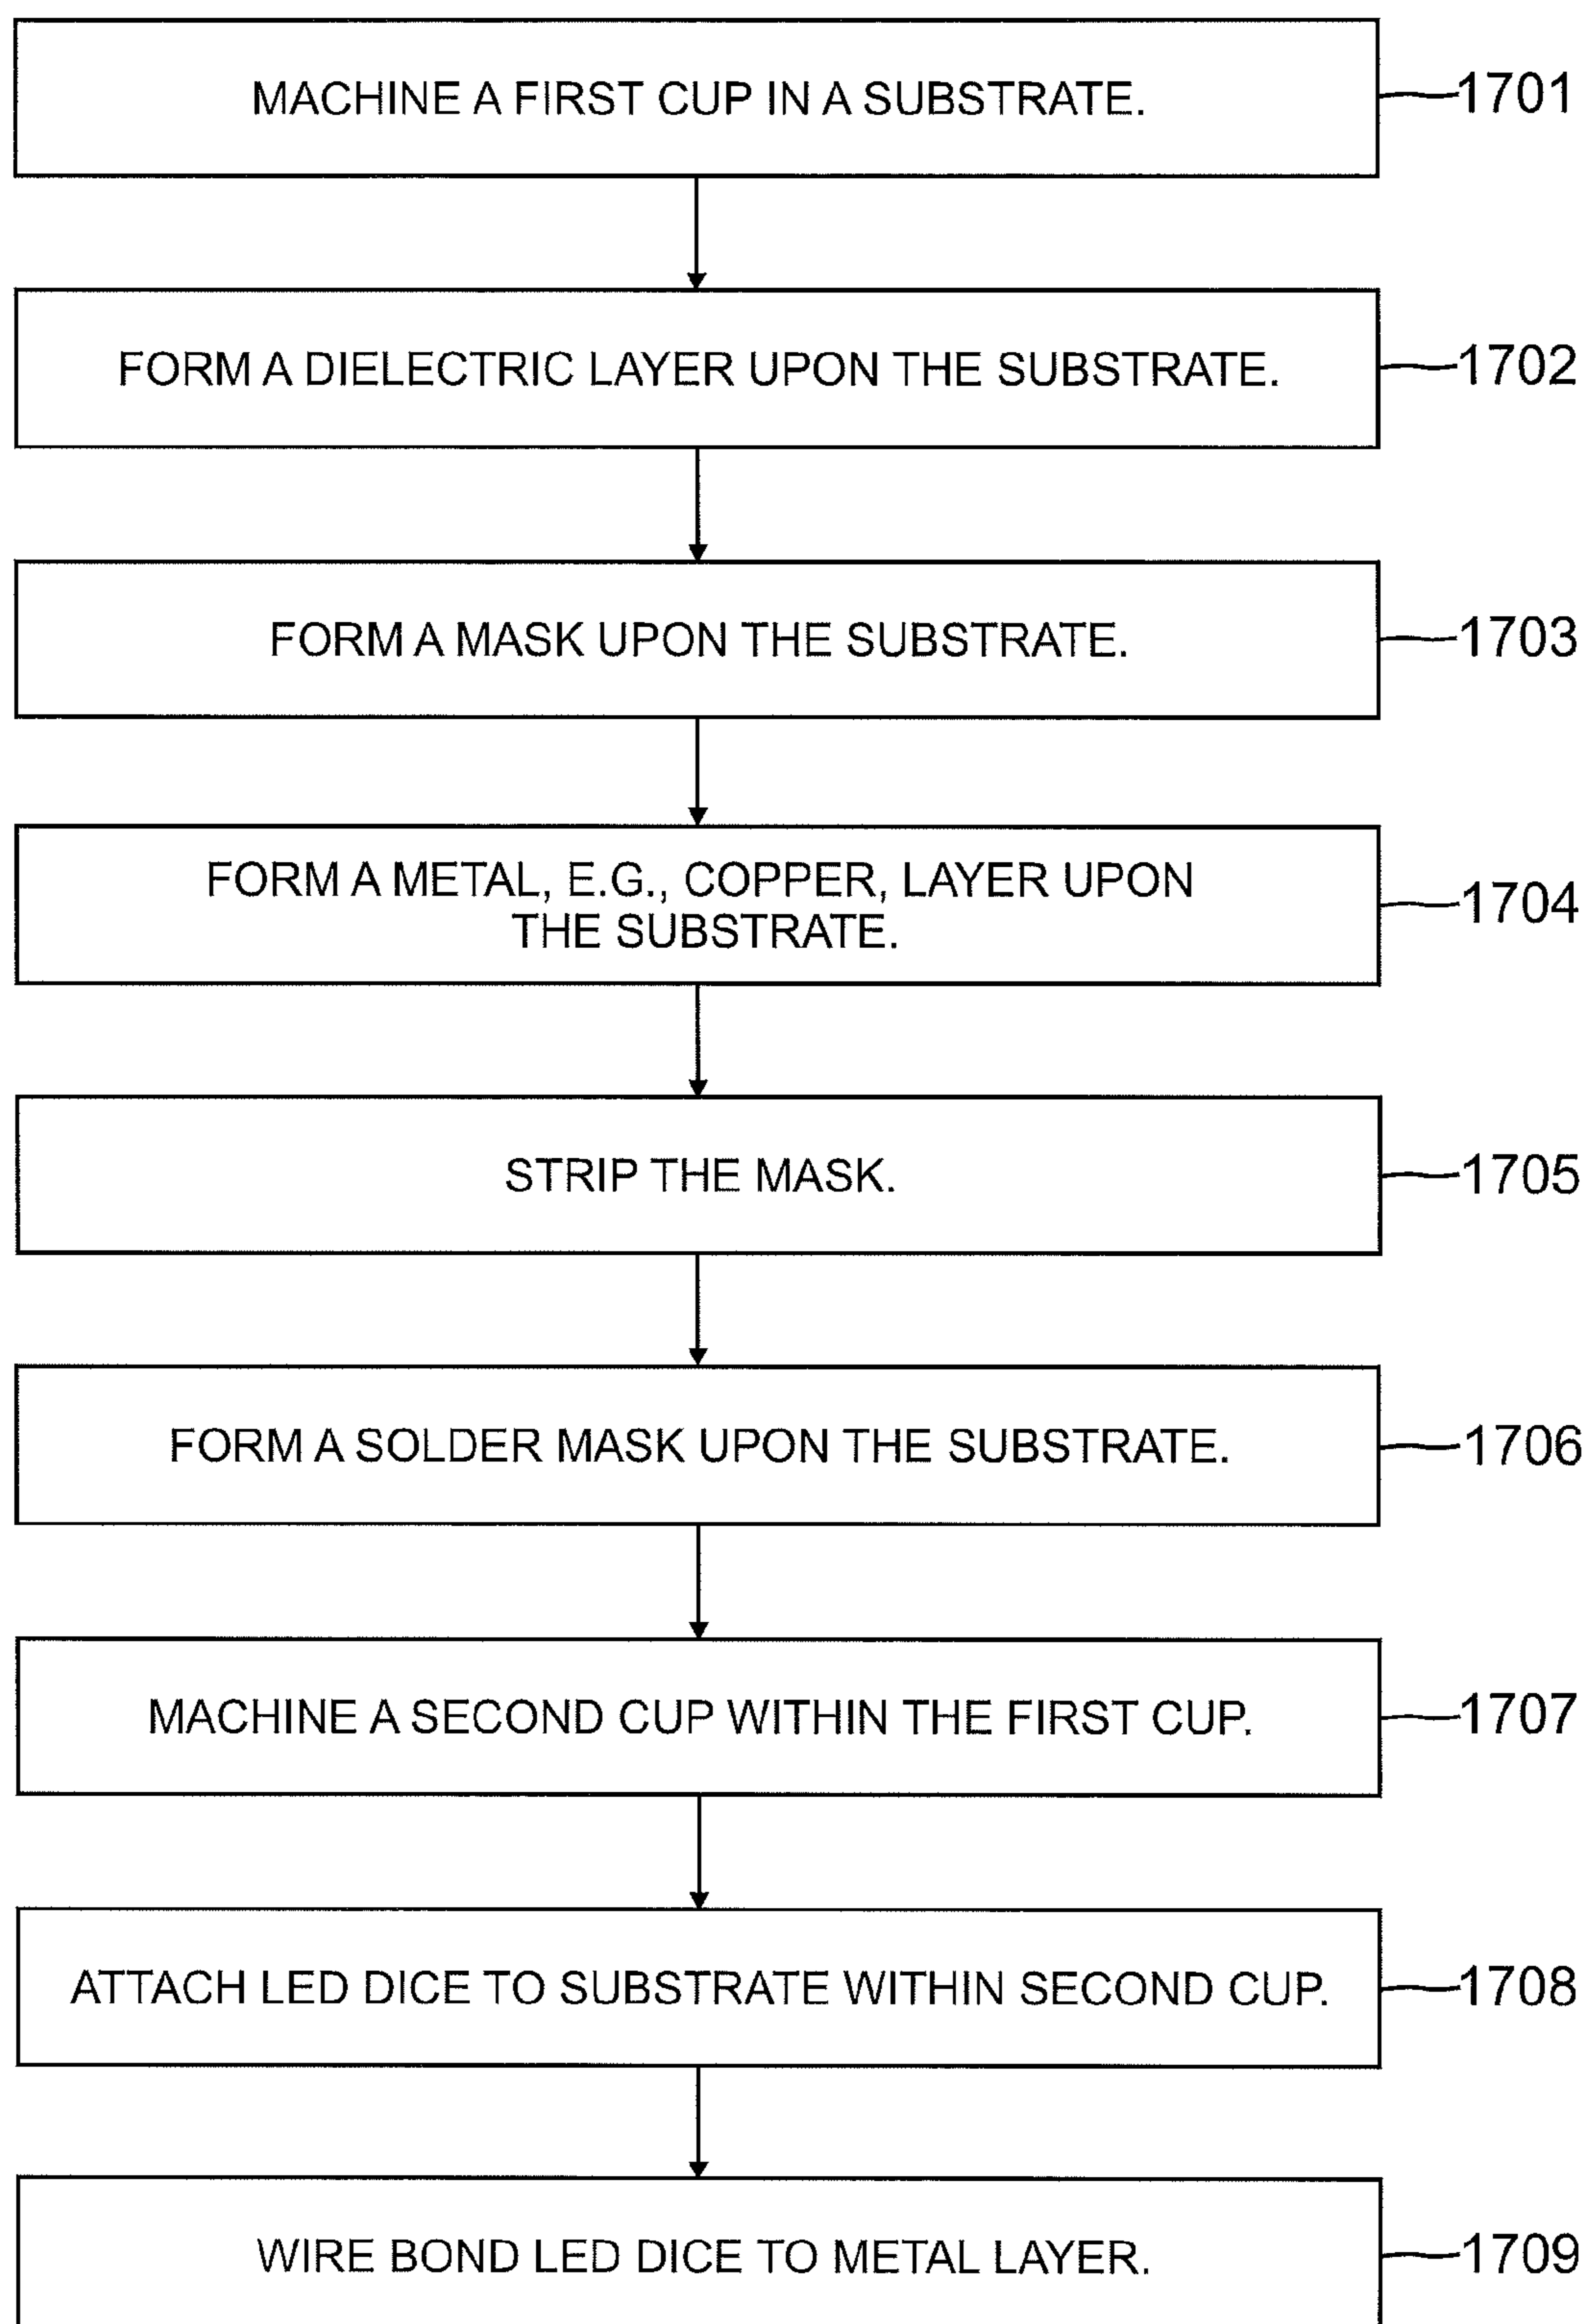 MACHINE A FIRST CUP IN A SUBSTRATE.
1701
FORM A DIELECTRIC LAYER UPON THE SUBSTRATE.
1702
FORM A MASK UPON THE SUBSTRATE.
1703
FORM A METAL, E.G., COPPER, LAYER UPON
THE SUBSTRATE.
1704
STRIP THE MASK.
1705
FORM A SOLDER MASK UPON THE SUBSTRATE.
1706
MACHINE A SECOND CUP WITHIN THE FIRST CUP.
1707
ATTACH LED DICE TO SUBSTRATE WITHIN SECOND CUP.
1708
WIRE BOND LED DICE TO METAL LAYER.
1709